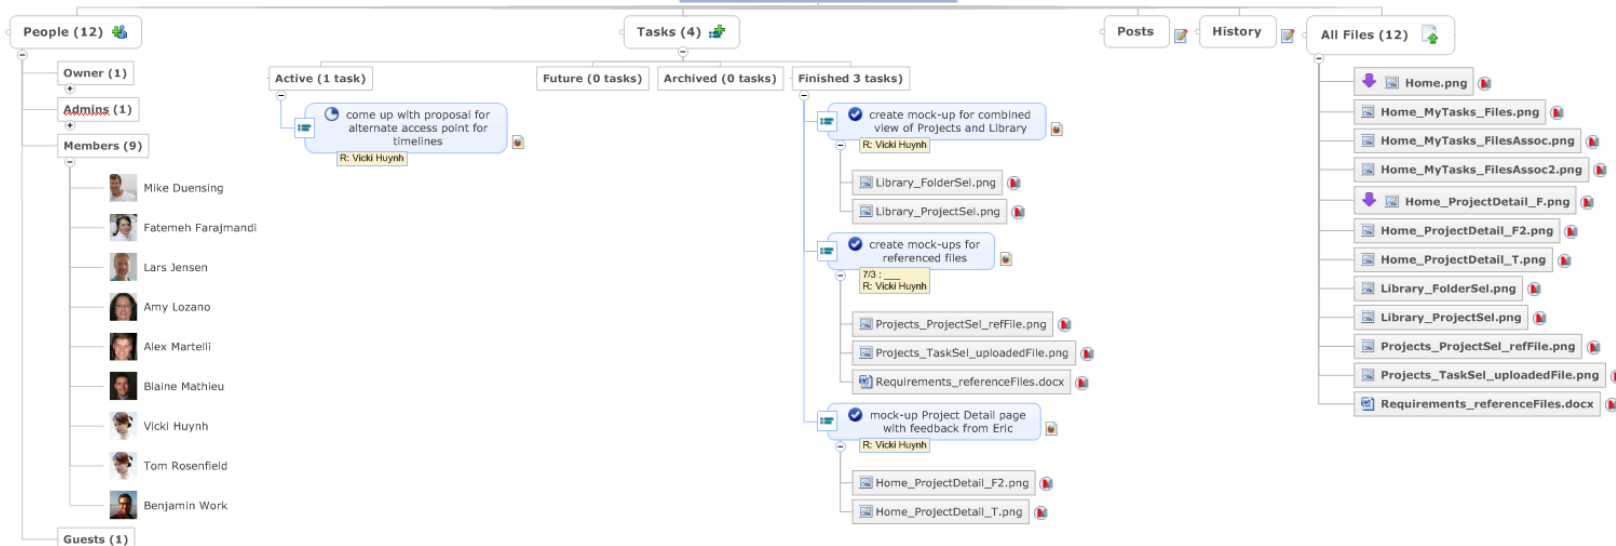 People (12)
Owner (1)
Admins (1)
Members (9)
Mike Duensing
Fatemeh Farajmandi
Lars Jensen
Amy Lozano
Alex Martelli
Blaine Mathieu
Vicki Huynh
Tom Rosenfield
Benjamin Work
Guests (1)
Tasks (4)
Active (1 task)
come up with proposal for
alternate access point for
timelines
R: Vicki Huynh
Future (0 tasks)
Archived (0 tasks)
Finished 3 tasks)
create mock-up for combined
view of Projects and Library
R: Vicki Huynh
Library_FolderSel.png
Library_ProjectSel.png
create mock-ups for
referenced files
7/3 : ___
R: Vicki Huynh
Projects_ProjectSel_refFile.png
Projects_TaskSel_uploadedFile.png
Requirements_referenceFiles.docx
mock-up Project Detail page
with feedback from Eric
R: Vicki Huynh
Home_ProjectDetail_F2.png
Home_ProjectDetail_T.png
Posts
History
All Files (12)
Home.png
Home_MyTasks_Files.png
Home_MyTasks_FilesAssoc.png
Home_MyTasks_FilesAssoc2.png
Home_ProjectDetail_F.png
Home_ProjectDetail_F2.png
Home_ProjectDetail_T.png
Library_FolderSel.png
Library_ProjectSel.png
Projects_ProjectSel_refFile.png
Projects_TaskSel_uploadedFile.png
Requirements_referenceFiles.docx